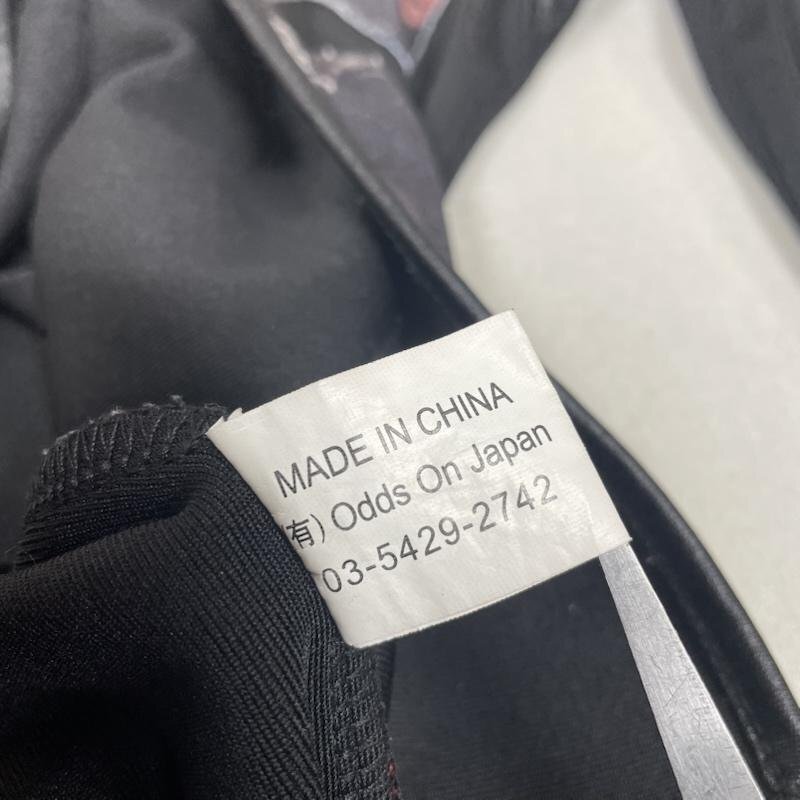 MADE IN CHINA
(有) Odds On Japan
03-5429-2742